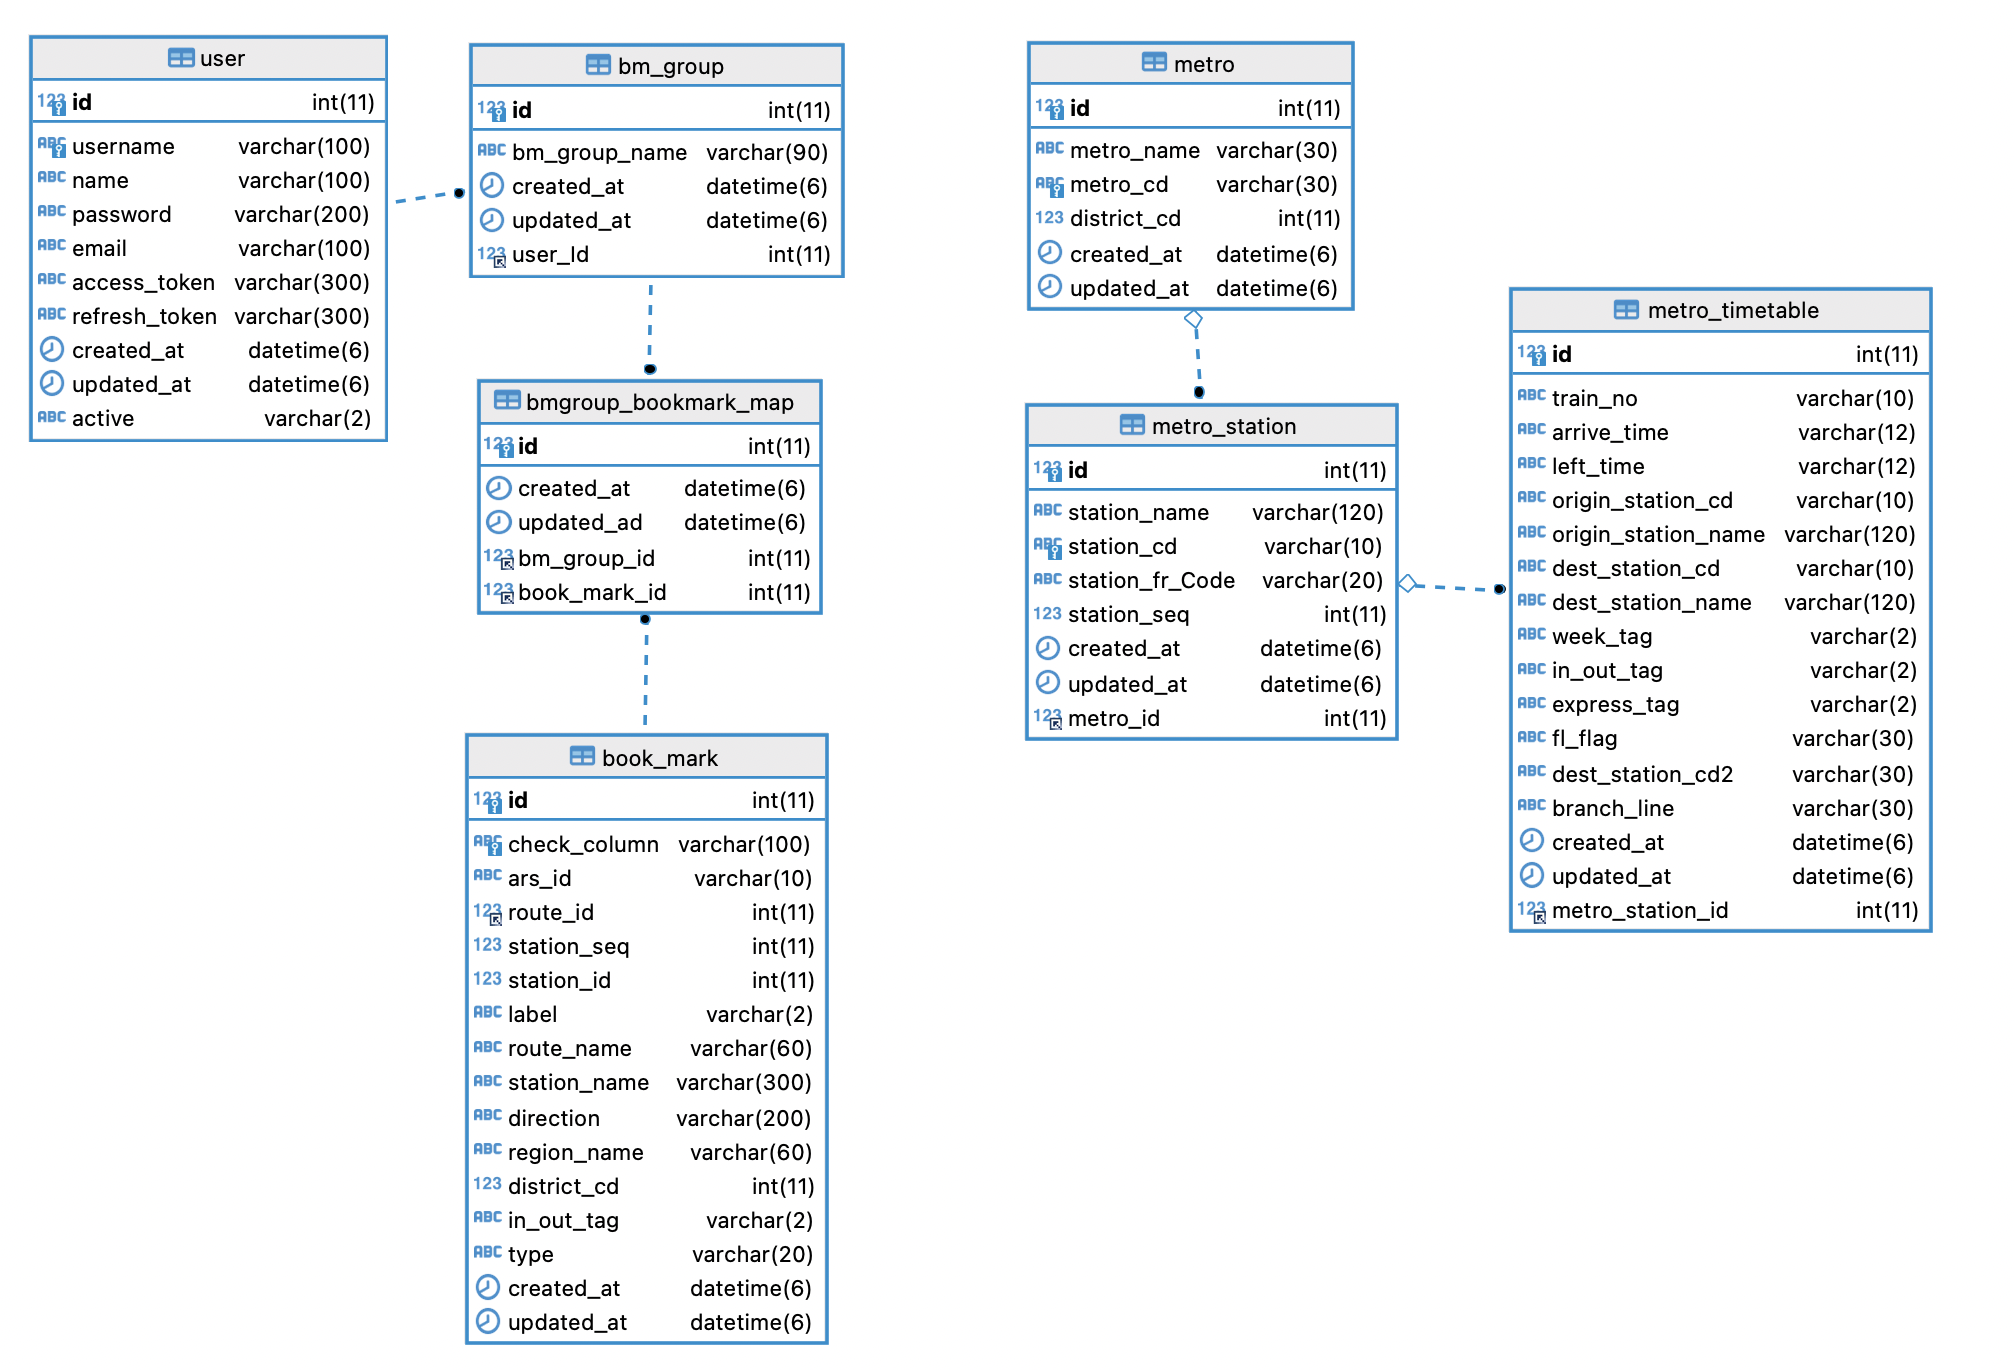 user
id int(11)
username varchar(100)
name varchar(100)
password varchar(200)
email varchar(100)
access_token varchar(300)
refresh_token varchar(300)
created_at datetime(6)
updated_at datetime(6)
active varchar(2)
bm_group
id int(11)
bm_group_name varchar(90)
created_at datetime(6)
updated_at datetime(6)
user_Id int(11)
bmgroup_bookmark_map
id int(11)
created_at datetime(6)
updated_ad datetime(6)
bm_group_id int(11)
book_mark_id int(11)
book_mark
id int(11)
check_column varchar(100)
ars_id varchar(10)
route_id int(11)
station_seq int(11)
station_id int(11)
label varchar(2)
route_name varchar(60)
station_name varchar(300)
direction varchar(200)
region_name varchar(60)
district_cd int(11)
in_out_tag varchar(2)
type varchar(20)
created_at datetime(6)
updated_at datetime(6)
metro
id int(11)
metro_name varchar(30)
metro_cd varchar(30)
district_cd int(11)
created_at datetime(6)
updated_at datetime(6)
metro_station
id int(11)
station_name varchar(120)
station_cd varchar(10)
station_fr_Code varchar(20)
station_seq int(11)
created_at datetime(6)
updated_at datetime(6)
metro_id int(11)
metro_timetable
id int(11)
train_no varchar(10)
arrive_time varchar(12)
left_time varchar(12)
origin_station_cd varchar(10)
origin_station_name varchar(120)
dest_station_cd varchar(10)
dest_station_name varchar(120)
week_tag varchar(2)
in_out_tag varchar(2)
express_tag varchar(2)
fl_flag varchar(30)
dest_station_cd2 varchar(30)
branch_line varchar(30)
created_at datetime(6)
updated_at datetime(6)
metro_station_id int(11)